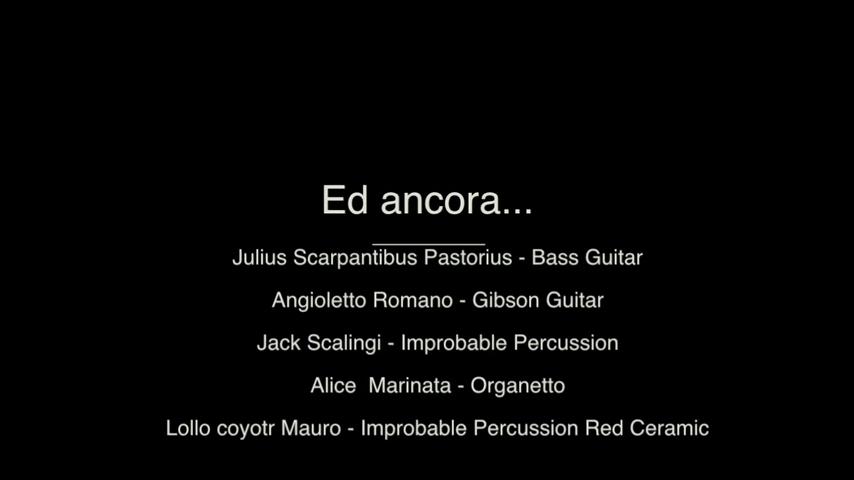 Ed ancora...
Julius Scarpantibus Pastorius - Bass Guitar
Angioletto Romano - Gibson Guitar
Jack Scalingi - Improbable Percussion
Alice  Marinata - Organetto
Lollo coyotr Mauro - Improbable Percussion Red Ceramic